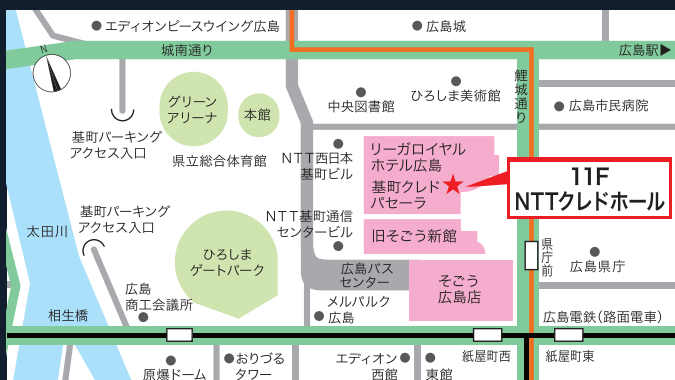 エディオンピースウイング広島
広島城
城南通り
広島駅▶
N
グリーン
アリーナ
本館
中央図書館
ひろしま美術館
鯉城通り
広島市民病院
基町パーキング
アクセス入口
県立総合体育館
NTT西日本
基町ビル
リーガロイヤル
ホテル広島
基町クレド
パセーラ
11F
NTTクレドホール
基町パーキング
アクセス入口
太田川
NTT基町通信
センタービル
旧そごう新館
ひろしま
ゲートパーク
県庁前
広島県庁
広島バス
センター
そごう
広島店
広島
商工会議所
メルパルク
広島
相生橋
広島電鉄(路面電車)
紙屋町西
紙屋町東
原爆ドーム
おりづる
タワー
エディオン
西館
東館